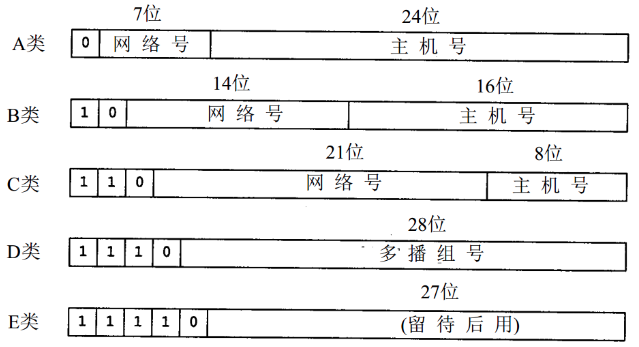 7位 24位
A类 0 网络号 主机号
14位 16位
B类 1 0 网络号 主机号
21位 8位
C类 1 1 0 网络号 主机号
28位
D类 1 1 1 0 多播组号
27位
E类 1 1 1 1 0 (留待后用)